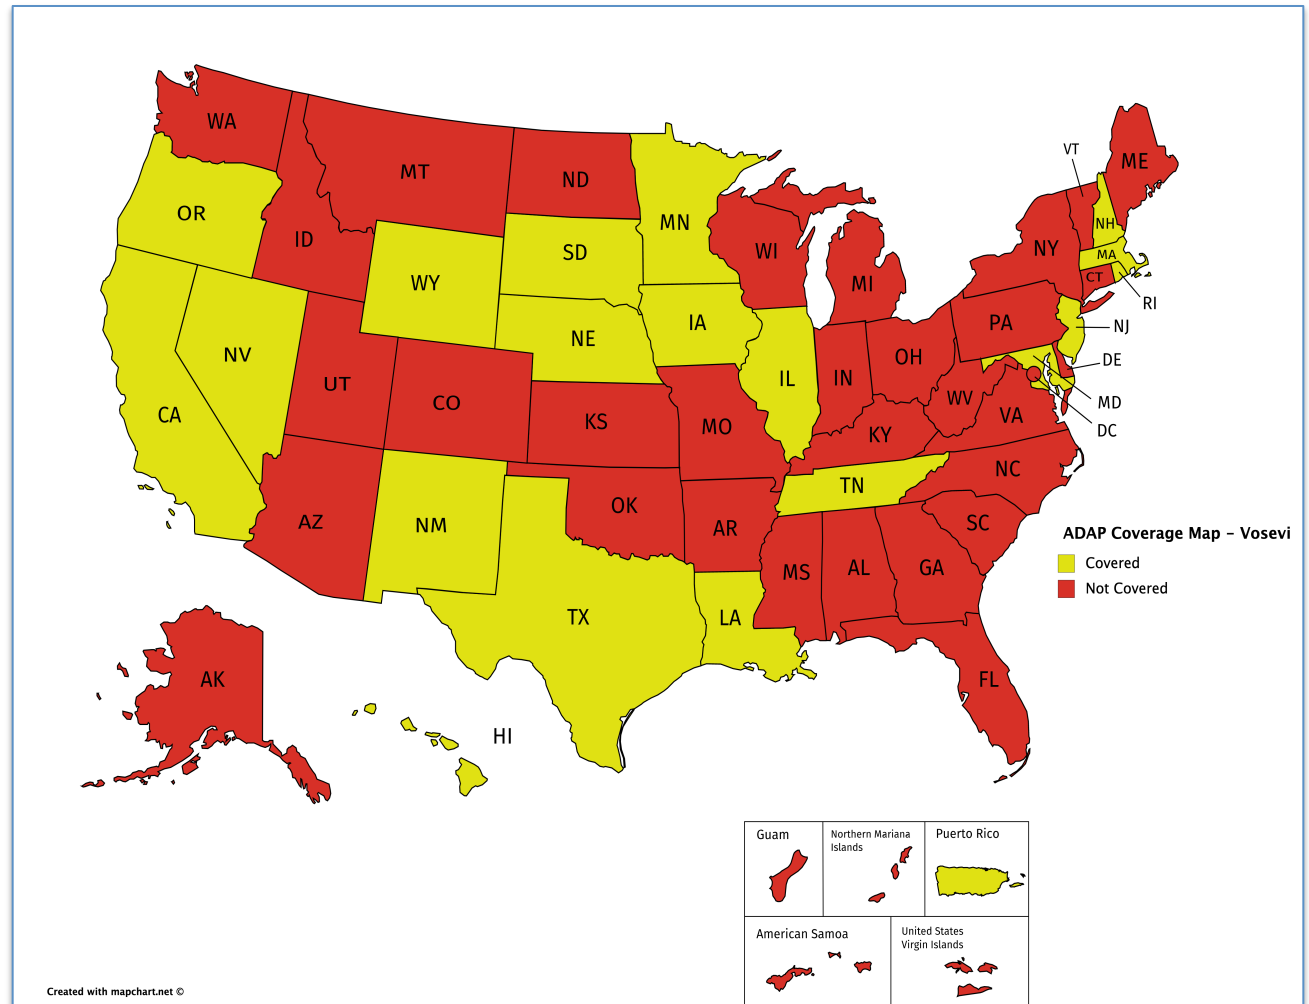 WA
MT
ND
MN
VT
ME
OR
ID
WY
SD
WI
MI
NY
NH
MA
CT
RI
NV
UT
CO
NE
IA
IL
IN
OH
PA
NJ
DE
MD
DC
CA
KS
MO
KY
WV
VA
AZ
NM
OK
AR
TN
NC
SC
TX
LA
MS
AL
GA
FL
AK
HI
ADAP Coverage Map – Vosevi
Covered
Not Covered
Guam
Northern Mariana
Islands
Puerto Rico
American Samoa
United States
Virgin Islands
Created with mapchart.net ©